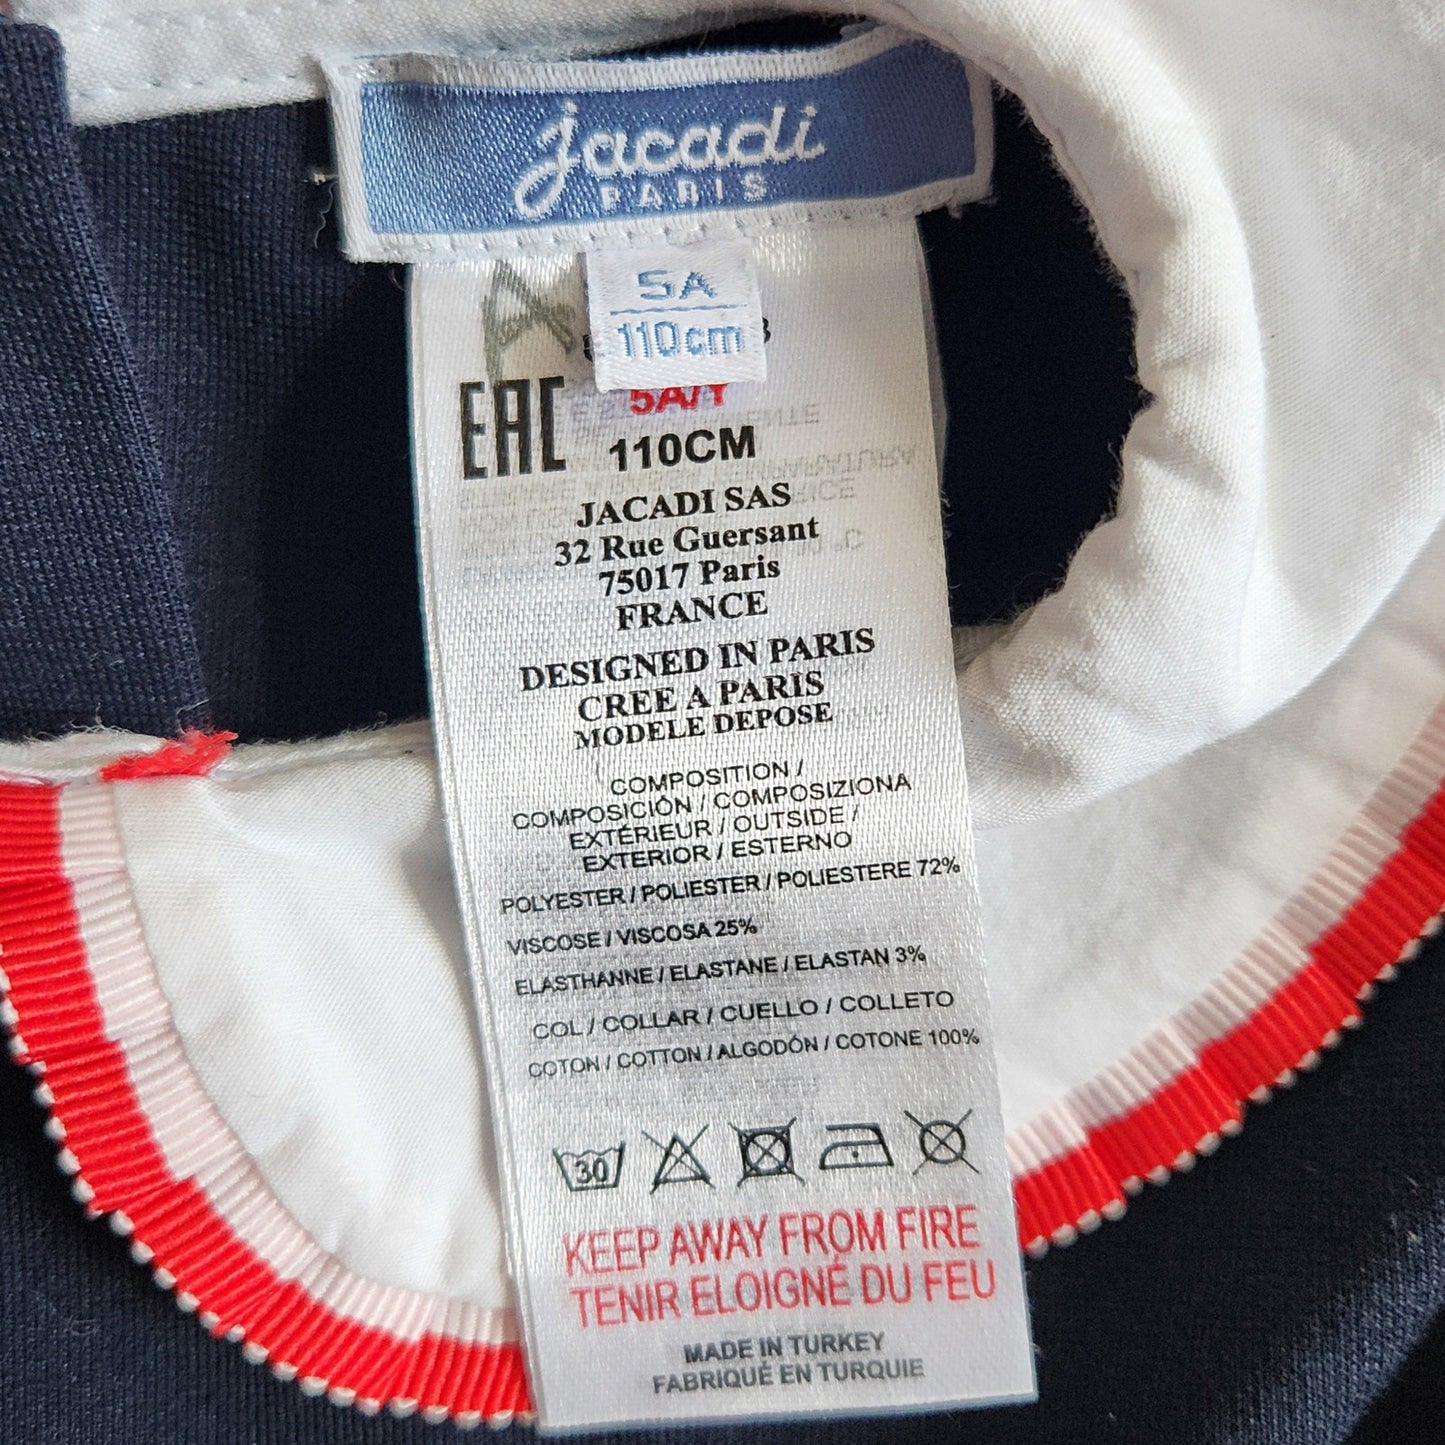 jacadi
PARIS
5A
110cm
5A/Y
EAC
110CM
JACADI SAS
32 Rue Guersant
75017 Paris
FRANCE
DESIGNED IN PARIS
CREE A PARIS
MODELE DEPOSE
COMPOSITION /
COMPOSICIÓN / COMPOSIZIONA
EXTÉRIEUR / OUTSIDE /
EXTERIOR / ESTERNO
POLYESTER / POLIESTER / POLIESTERE 72%
VISCOSE / VISCOSA 25%
ELASTHANNE / ELASTANE / ELASTAN 3%
COL / COLLAR / CUELLO / COLLETO
COTON / COTTON / ALGODÓN / COTONE 100%
30
KEEP AWAY FROM FIRE
TENIR ELOIGNÉ DU FEU
MADE IN TURKEY
FABRIQUÉ EN TURQUIE